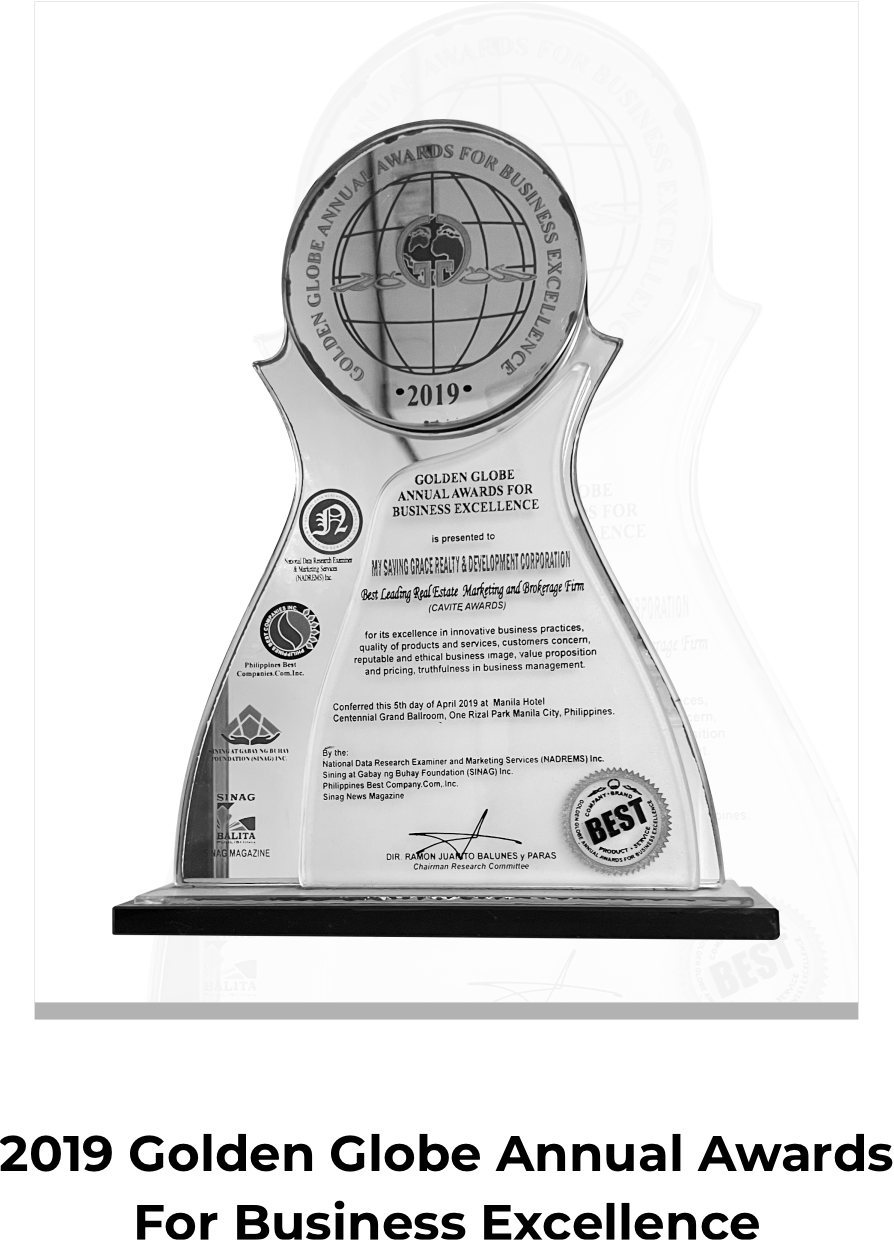 GOLDEN GLOBE ANNUAL AWARDS FOR BUSINESS EXCELLENCE
•2019•
GOLDEN GLOBE
ANNUAL AWARDS FOR
BUSINESS EXCELLENCE
is presented to
MY SAVING GRACE REALTY & DEVELOPMENT CORPORATION
Best Leading Real Estate Marketing and Brokerage Firm
(CAVITE AWARDS)
for its excellence in innovative business practices,
quality of products and services, customers concern,
reputable and ethical business image, value proposition
and pricing, truthfulness in business management.
Conferred this 5th day of April 2019 at Manila Hotel
Centennial Grand Ballroom, One Rizal Park Manila City, Philippines.
By the:
National Data Research Examiner and Marketing Services (NADREMS) Inc.
Sining at Gabay ng Buhay Foundation (SINAG) Inc.
Philippines Best Company.Com,.Inc.
Sinag News Magazine
DIR. RAMON JUANITO BALUNES y PARAS
Chairman Research Committee
N
National Data Research Examiner
& Marketing Services
(NADREMS) Inc.
PHILIPPINES BEST COMPANIES INC.
Philippines Best
Companies.Com.Inc.
SINING AT GABAY NG BUHAY
FOUNDATION (SINAG) INC.
SINAG
BALITA
NAG MAGAZINE
COMPANY • BRAND
BEST
PRODUCT • SERVICE
GOLDEN GLOBE ANNUAL AWARDS FOR BUSINESS EXCELLENCE
2019 Golden Globe Annual Awards
For Business Excellence